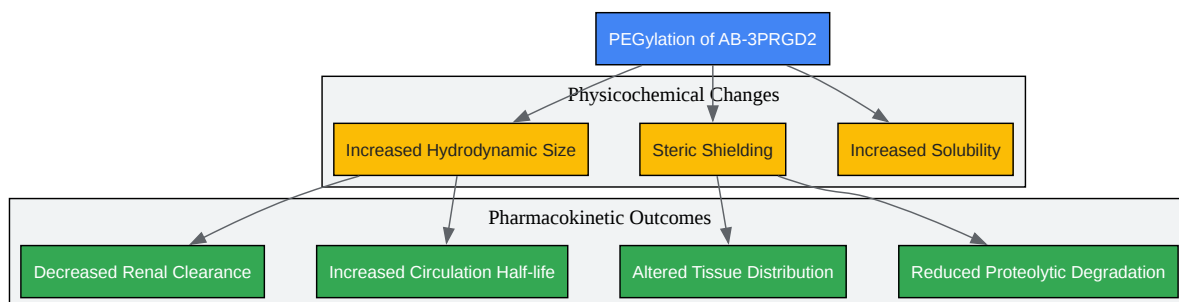 PEGylation of AB-3PRGD2
Physicochemical Changes
Increased Hydrodynamic Size
Steric Shielding
Increased Solubility
Pharmacokinetic Outcomes
Decreased Renal Clearance
Increased Circulation Half-life
Altered Tissue Distribution
Reduced Proteolytic Degradation